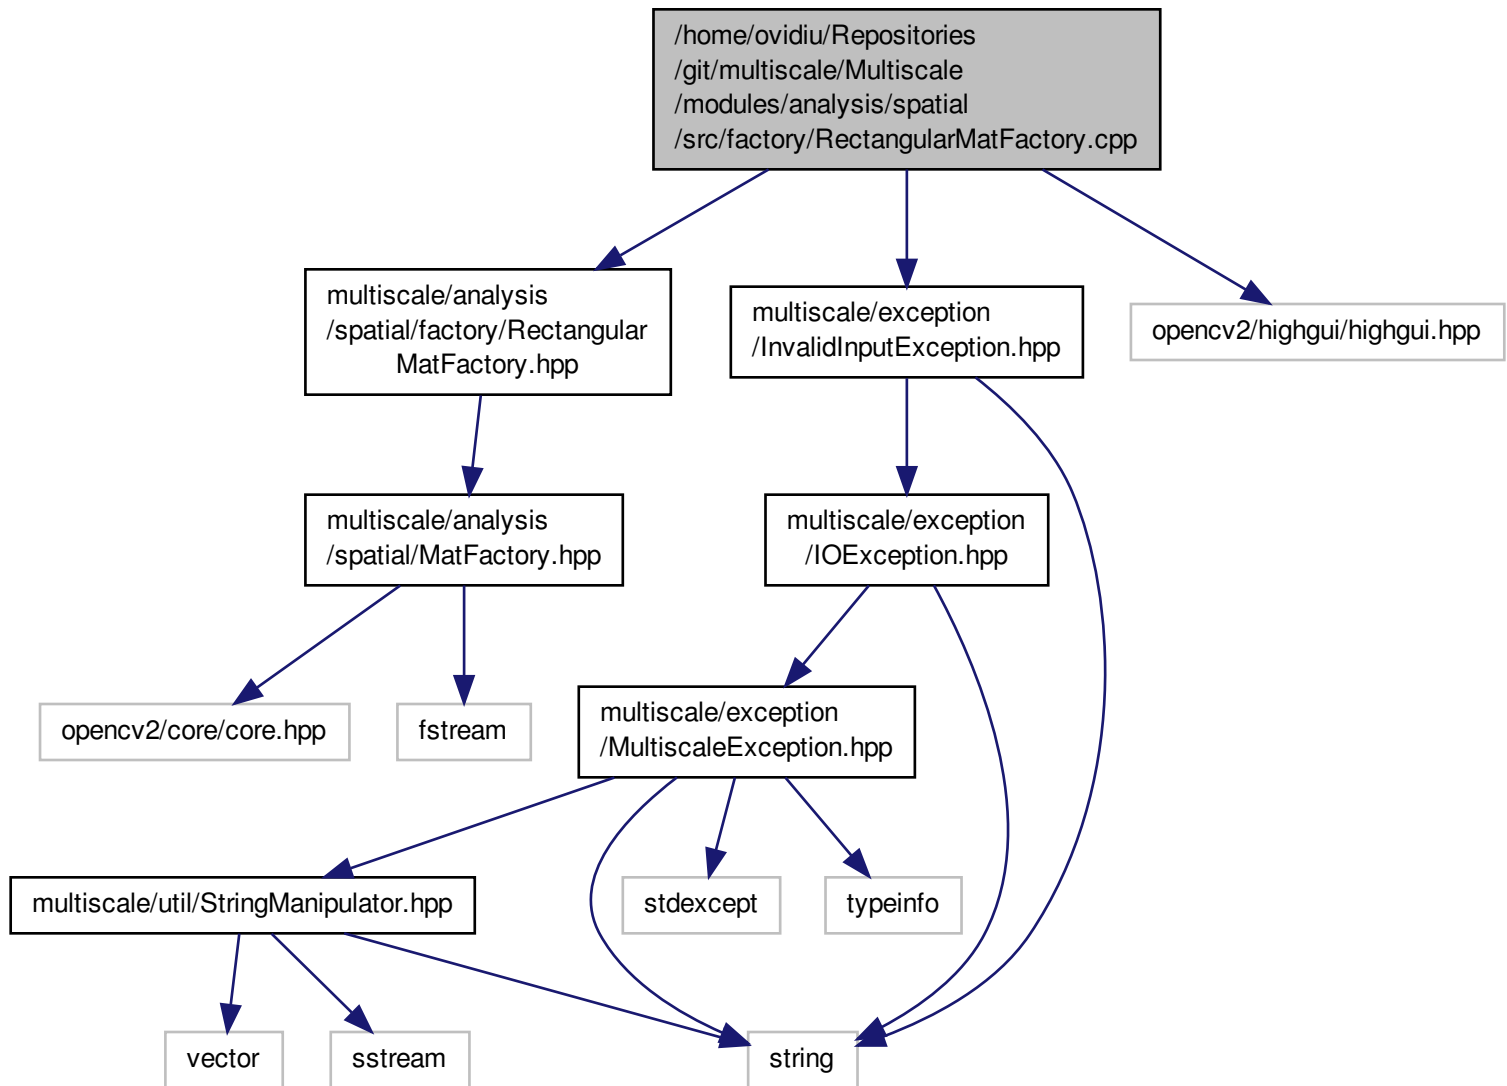 /home/ovidiu/Repositories
/git/multiscale/Multiscale
/modules/analysis/spatial
/src/factory/RectangularMatFactory.cpp
multiscale/analysis
/spatial/factory/Rectangular
MatFactory.hpp
multiscale/exception
/InvalidInputException.hpp
opencv2/highgui/highgui.hpp
multiscale/analysis
/spatial/MatFactory.hpp
multiscale/exception
/IOException.hpp
opencv2/core/core.hpp
fstream
multiscale/exception
/MultiscaleException.hpp
multiscale/util/StringManipulator.hpp
stdexcept
typeinfo
vector
sstream
string